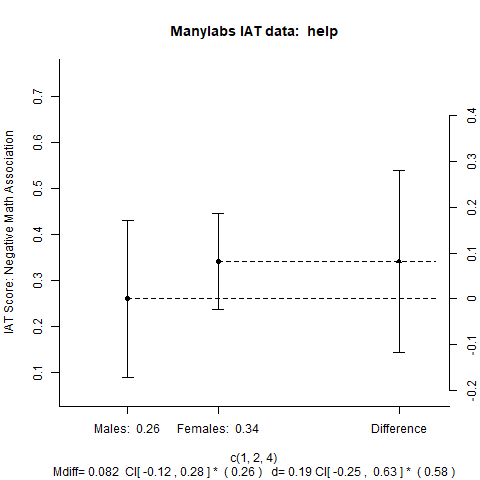 Manylabs IAT data:  help
IAT Score: Negative Math Association
0.7
0.6
0.5
0.4
0.3
0.2
0.1
0.4
0.3
0.2
0.1
0
-0.1
-0.2
Males:  0.26
Females:  0.34
Difference
c(1, 2, 4)
Mdiff= 0.082  CI[ -0.12 , 0.28 ] *  ( 0.26 )   d= 0.19 CI[ -0.25 ,  0.63 ] *  ( 0.58 )